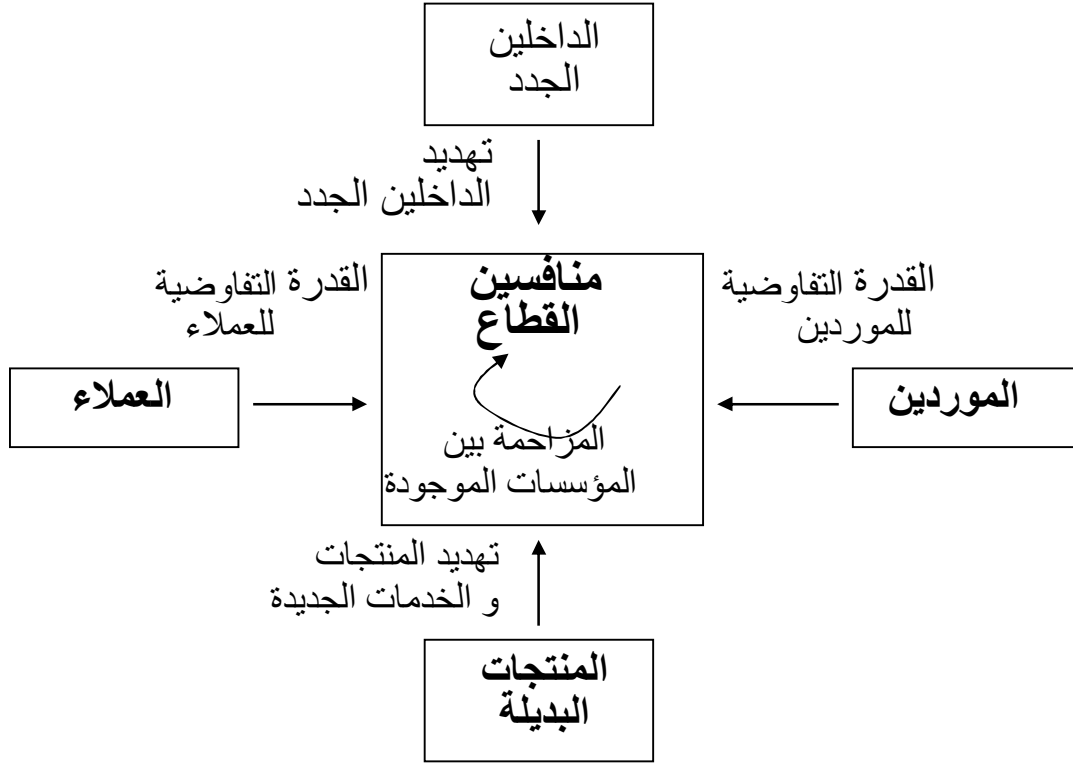 الداخلين
الجدد
تهديد
الداخلين الجدد
منافسين
القطاع
القدرة التفاوضية
للموردين
القدرة التفاوضية
للعملاء
الموردين
العملاء
المزاحمة بين
المؤسسات الموجودة
تهديد المنتجات
و الخدمات الجديدة
المنتجات
البديلة